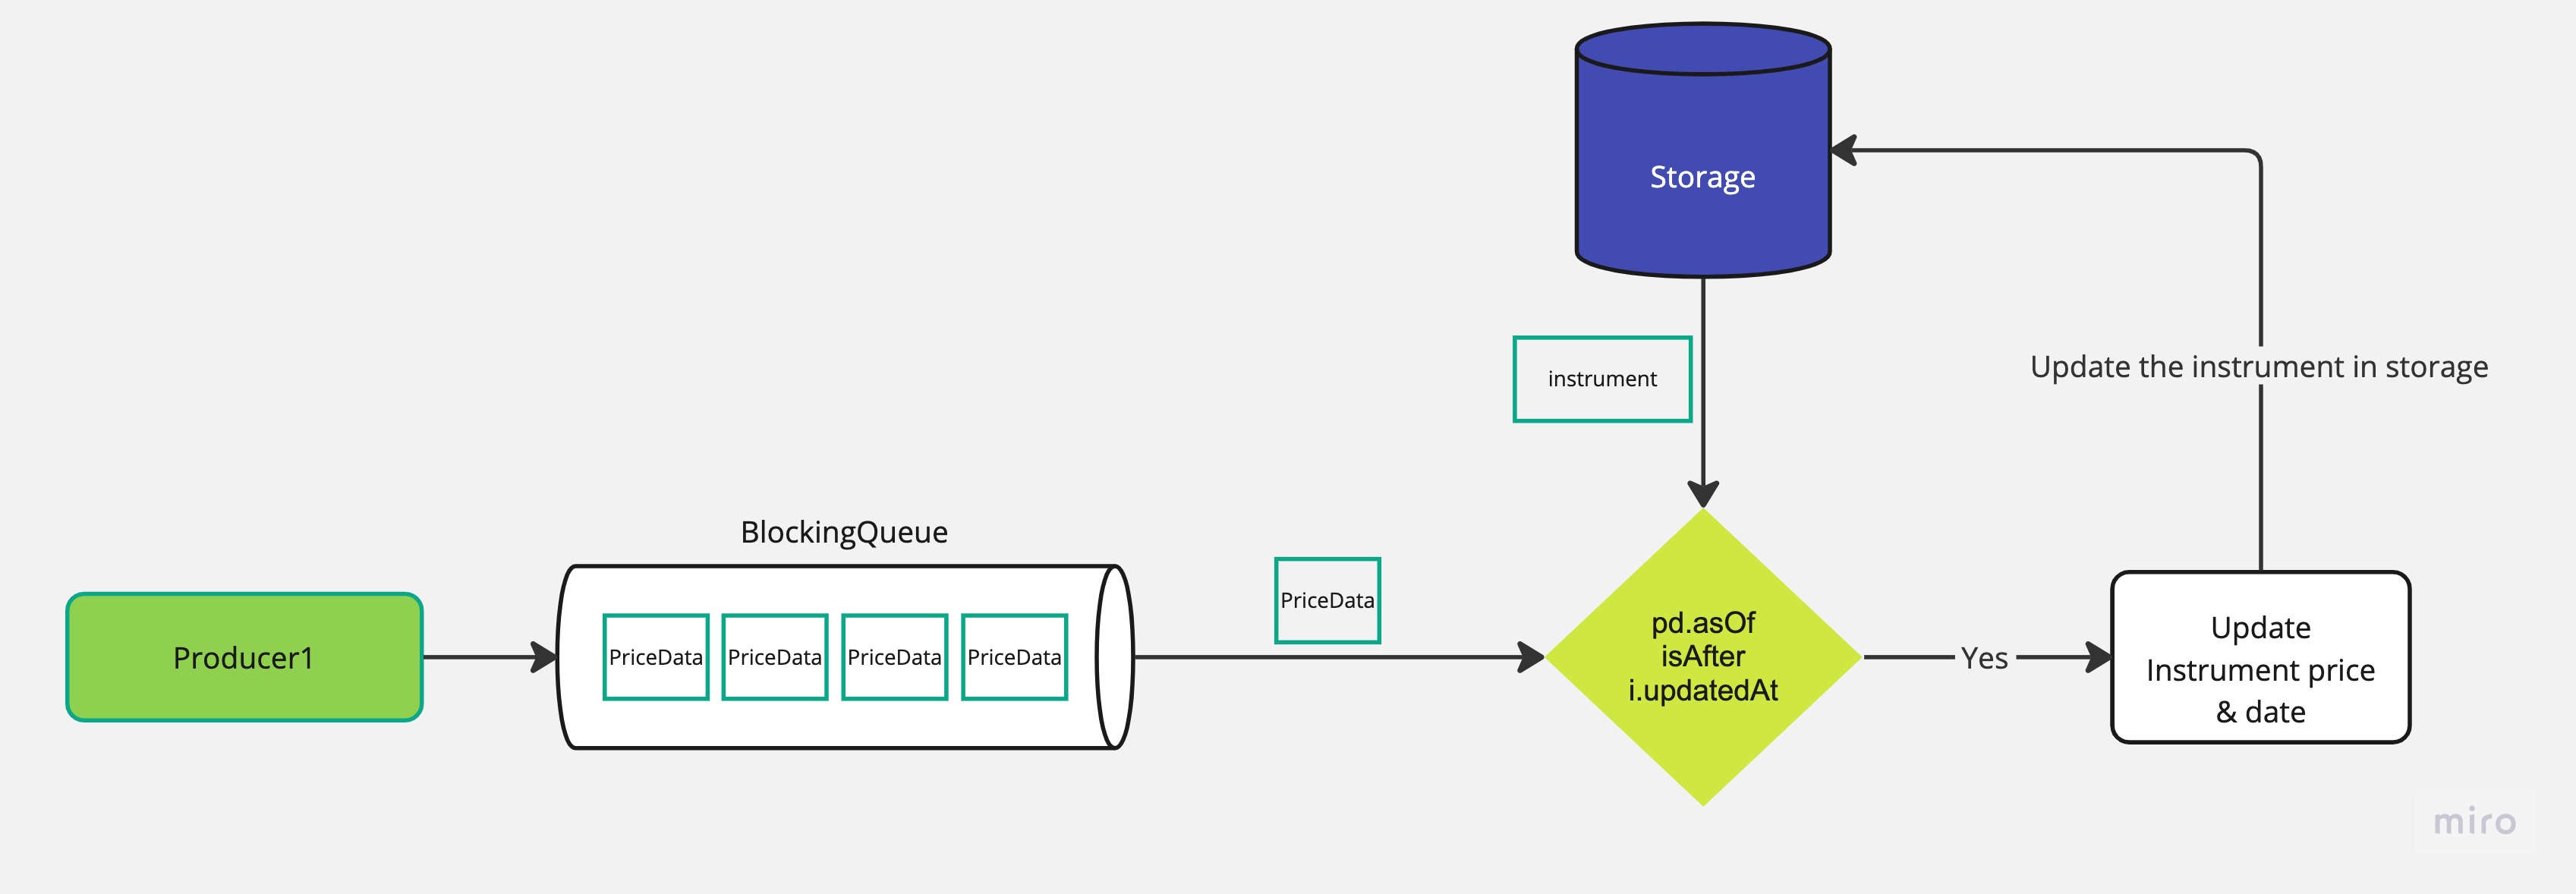 Storage
instrument
Update the instrument in storage
BlockingQueue
Producer1
PriceData
PriceData
PriceData
PriceData
PriceData
pd.asOf
isAfter
i.updatedAt
Yes
Update
Instrument price
& date
miro